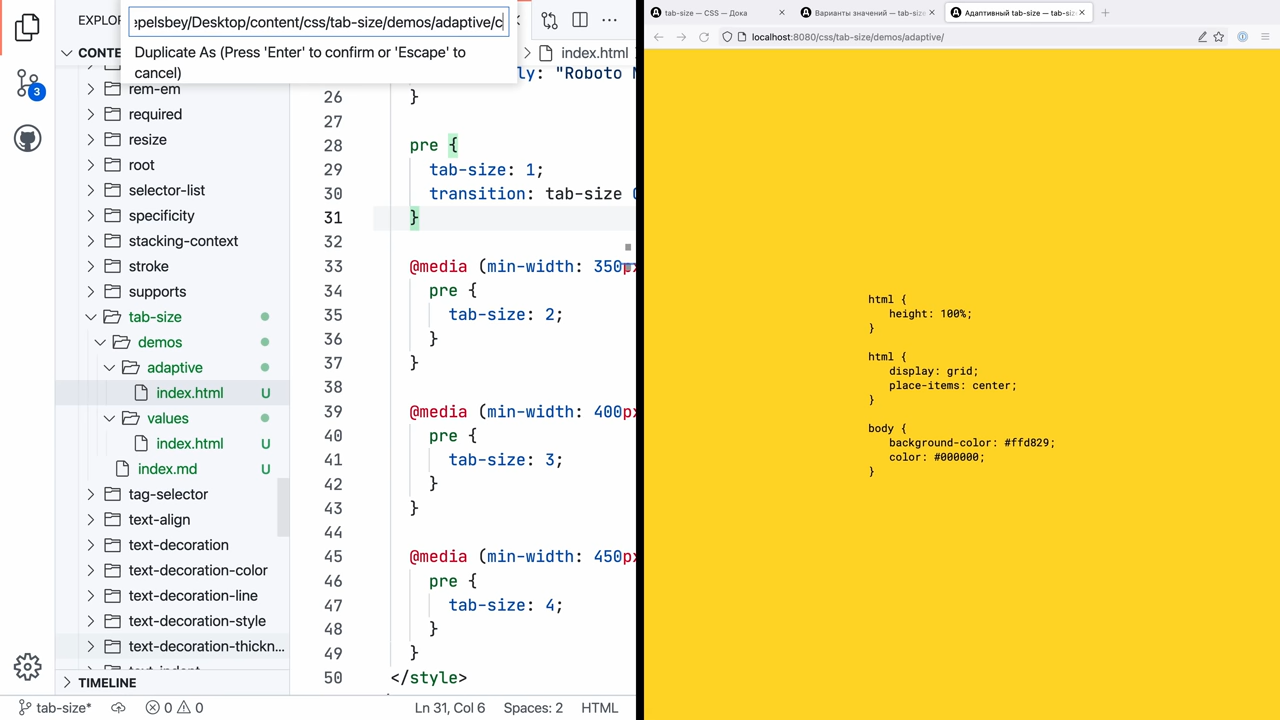 EXPLOR
:pelsbey/Desktop/content/css/tab-size/demos/adaptive/c
Duplicate As (Press 'Enter' to confirm or 'Escape' to
cancel)
CONTE
index.html
rem-em
required
resize
root
selector-list
specificity
stacking-context
stroke
supports
tab-size
demos
adaptive
index.html U
values
index.html U
index.md U
tag-selector
text-align
text-decoration
text-decoration-color
text-decoration-line
text-decoration-style
text-decoration-thickn...
TIMELINE
3
ly: "Roboto
26 }
27
28 pre {
29 tab-size: 1;
30 transition: tab-size
31 }
32
33 @media (min-width: 350px
34 pre {
35 tab-size: 2;
36 }
37 }
38
39 @media (min-width: 400px
40 pre {
41 tab-size: 3;
42 }
43 }
44
45 @media (min-width: 450px
46 pre {
47 tab-size: 4;
48 }
49 }
50 </style>
tab-size* 0 0 Ln 31, Col 6 Spaces: 2 HTML
tab-size — CSS — Дока
Варианты значений — tab-size
Адаптивный tab-size — tab-size
localhost:8080/css/tab-size/demos/adaptive/
html {
height: 100%;
}
html {
display: grid;
place-items: center;
}
body {
background-color: #ffd829;
color: #000000;
}